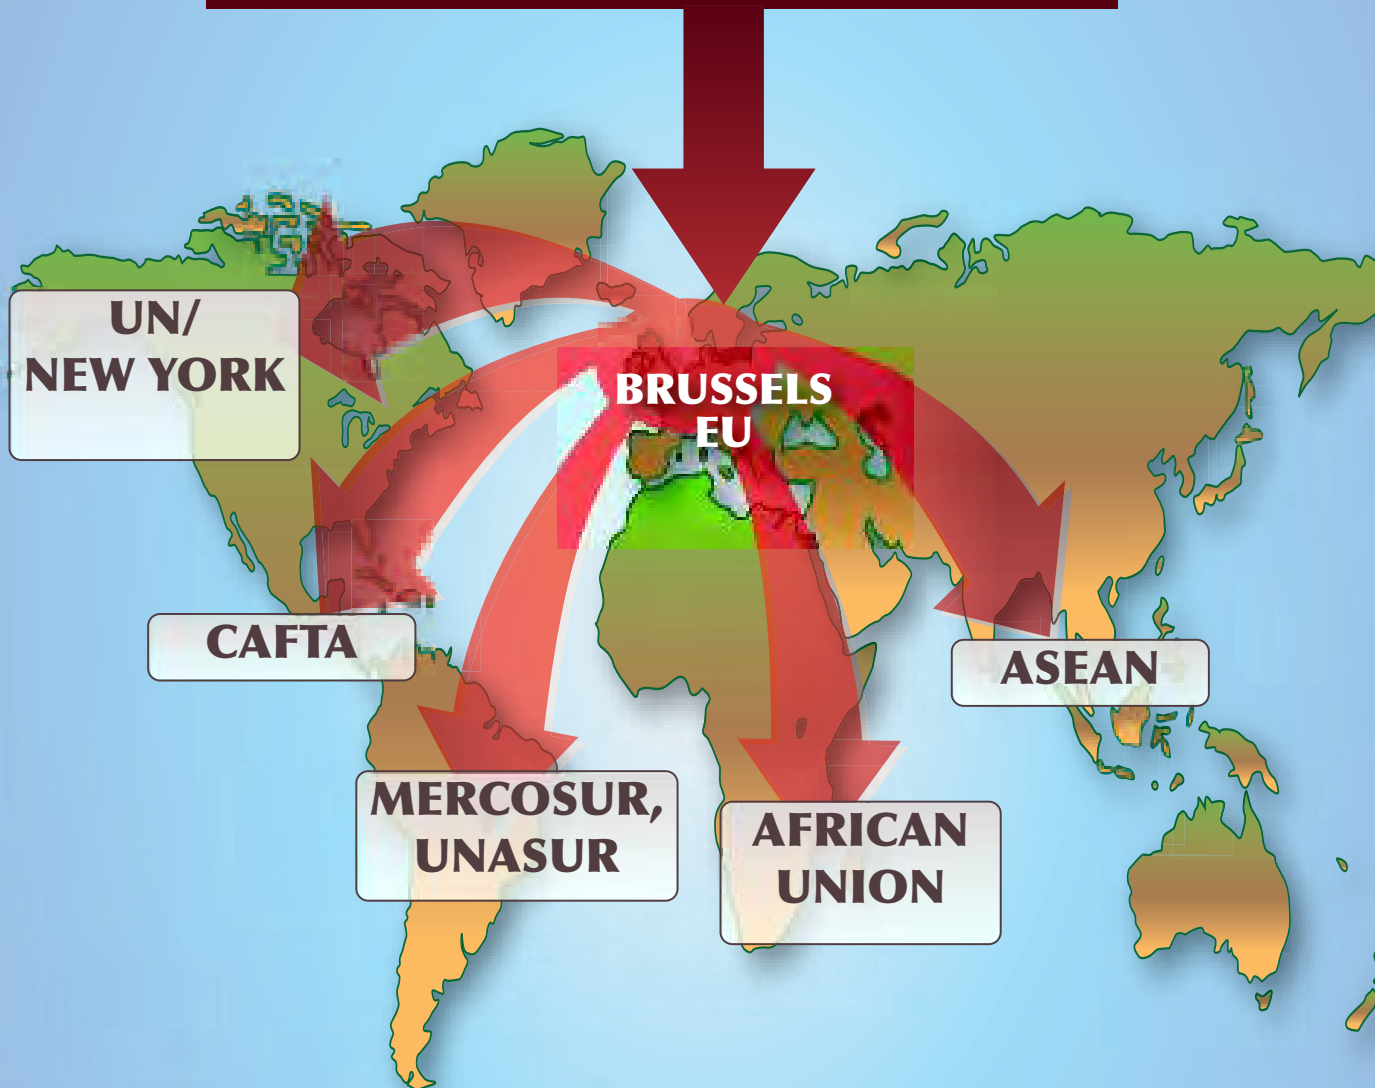 BRUSSELS
EU
UN/
NEW YORK
CAFTA
ASEAN
MERCOSUR,
UNASUR
AFRICAN
UNION